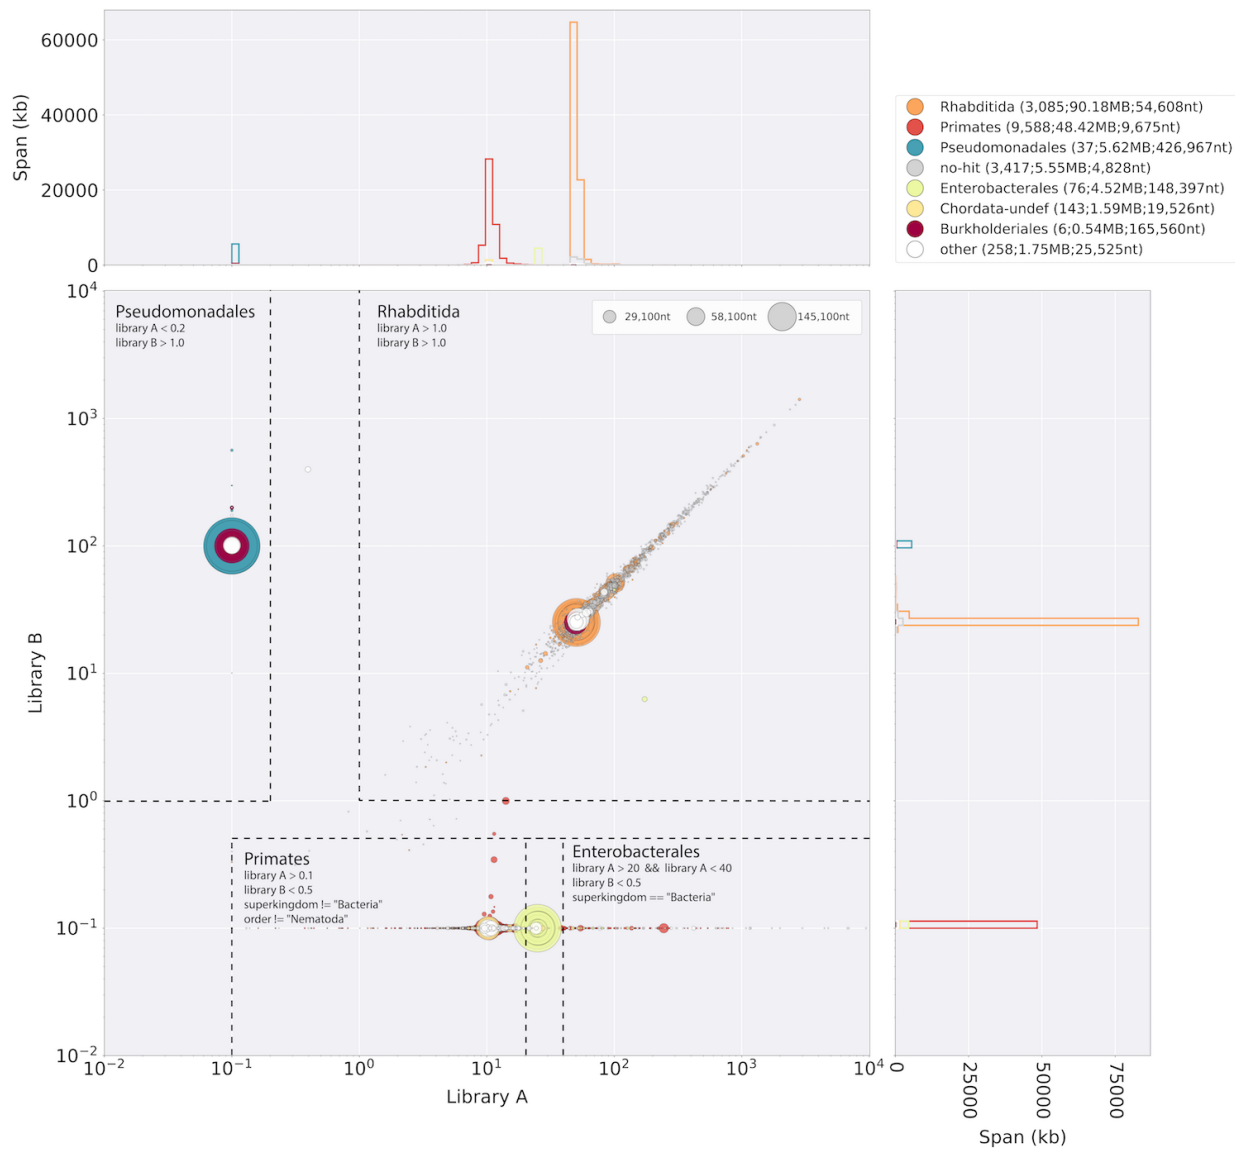 60000
40000
20000
0
Span (kb)
Rhabditida (3,085;90.18MB;54,608nt)
Primates (9,588;48.42MB;9,675nt)
Pseudomonadales (37;5.62MB;426,967nt)
no-hit (3,417;5.55MB;4,828nt)
Enterobacterales (76;4.52MB;148,397nt)
Chordata-undef (143;1.59MB;19,526nt)
Burkholderiales (6;0.54MB;165,560nt)
other (258;1.75MB;25,525nt)
Pseudomonadales
library A < 0.2
library B > 1.0
Rhabditida
library A > 1.0
library B > 1.0
29,100nt 58,100nt 145,100nt
10⁴
10³
10²
10¹
10⁰
10⁻¹
10⁻²
Library B
Primates
library A > 0.1
library B < 0.5
superkingdom != "Bacteria"
order != "Nematoda"
Enterobacterales
library A > 20 && library A < 40
library B < 0.5
superkingdom == "Bacteria"
10⁻² 10⁻¹ 10⁰ 10¹ 10² 10³ 10⁴
Library A
0 25000 50000 75000
Span (kb)